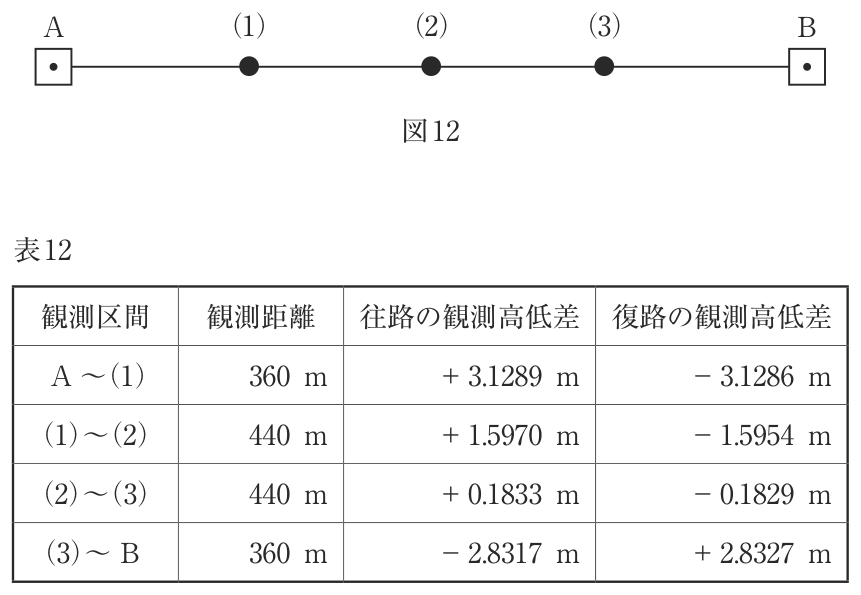 A (1) (2) (3) B
図12
表12
観測区間 観測距離 往路の観測高低差 復路の観測高低差
A ～(1) 360 m + 3.1289 m − 3.1286 m
(1)～(2) 440 m + 1.5970 m − 1.5954 m
(2)～(3) 440 m + 0.1833 m − 0.1829 m
(3)～ B 360 m − 2.8317 m + 2.8327 m